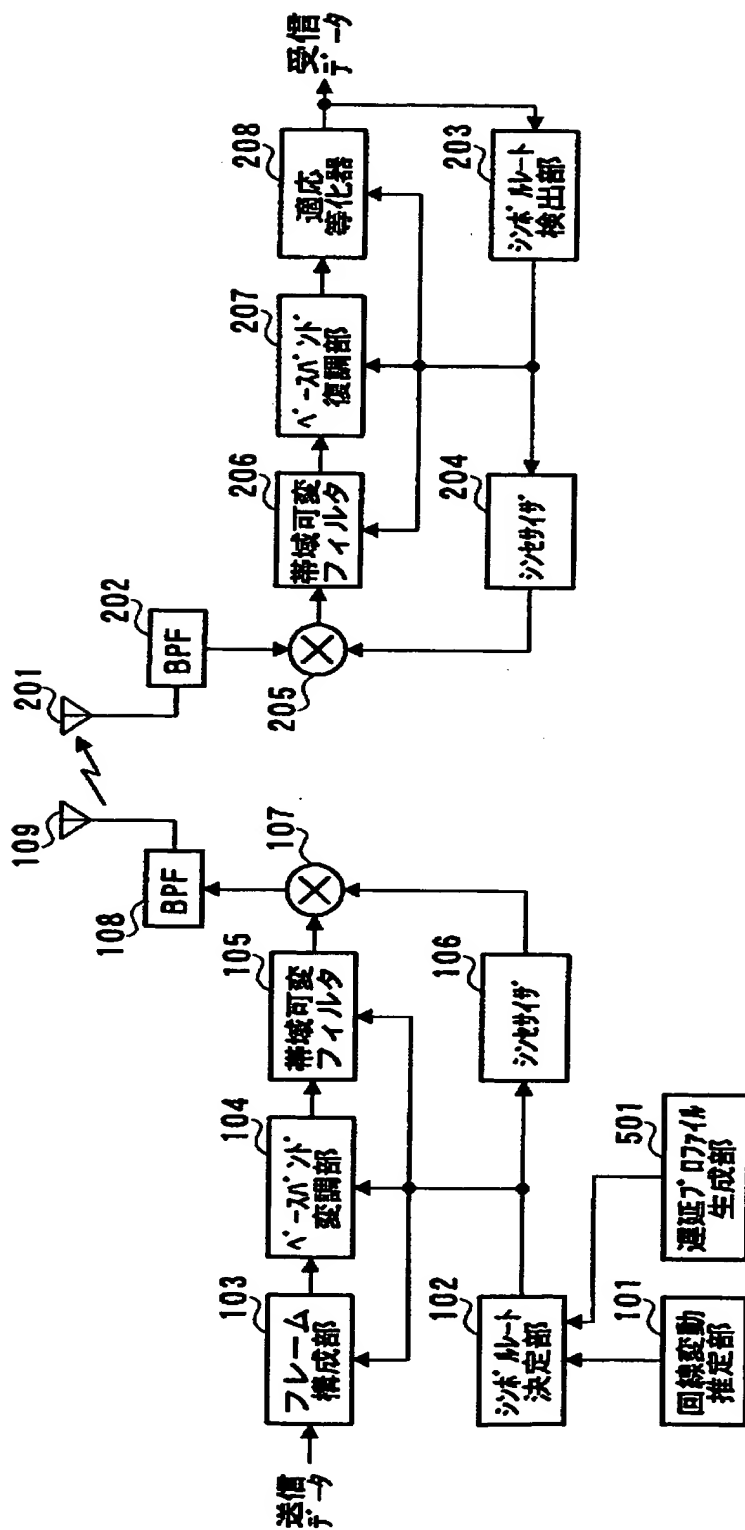 送信
データ
103
フレーム
構成部
104
ベースバンド
変調部
105
帯域可変
フィルタ
107
108
BPF
109
102
シンボルレート
決定部
106
シンセサイザ
101
回線変動
推定部
501
遅延プロファイル
生成部
201
202
BPF
205
206
帯域可変
フィルタ
207
ベースバンド
復調部
208
適応
等化器
受信
データ
204
シンセサイザ
203
シンボルレート
検出部